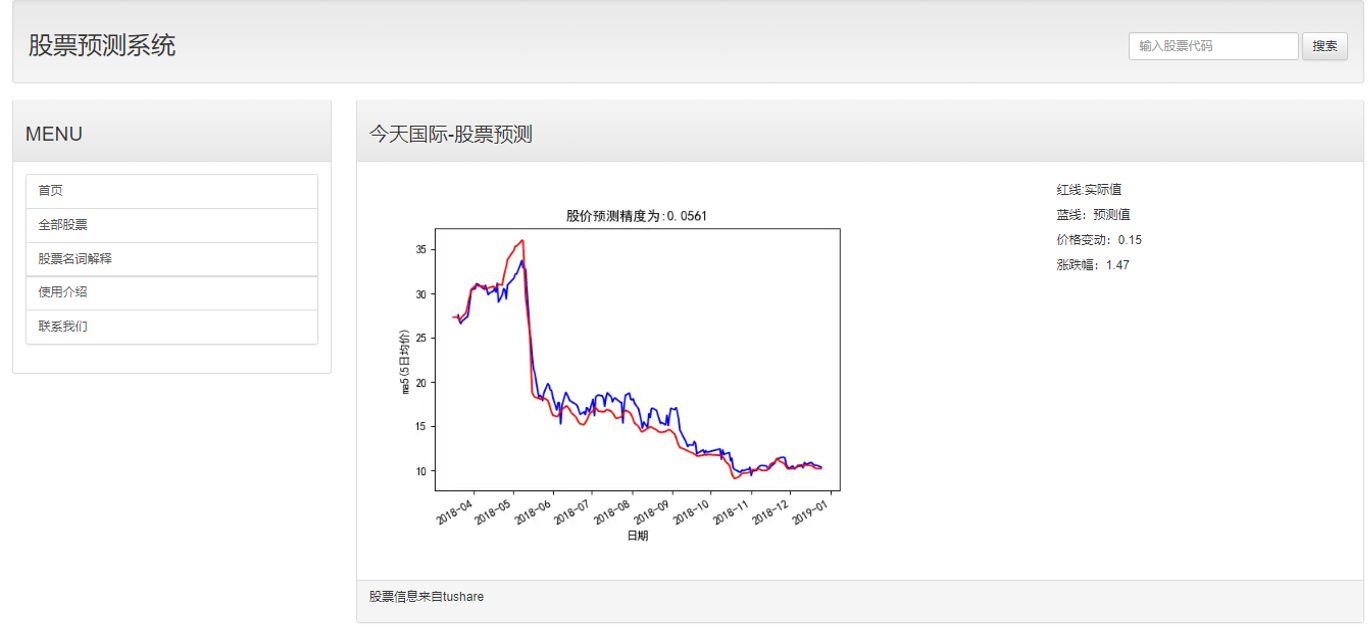 股票预测系统
输入股票代码
搜索
MENU
首页
全部股票
股票名词解释
使用介绍
联系我们
今天国际-股票预测
股价预测精度为:0.0561
ma5(5日均价)
35
30
25
20
15
10
2018-04
2018-05
2018-06
2018-07
2018-08
2018-09
2018-10
2018-11
2018-12
2019-01
日期
红线:实际值
蓝线：预测值
价格变动：0.15
涨跌幅：1.47
股票信息来自tushare